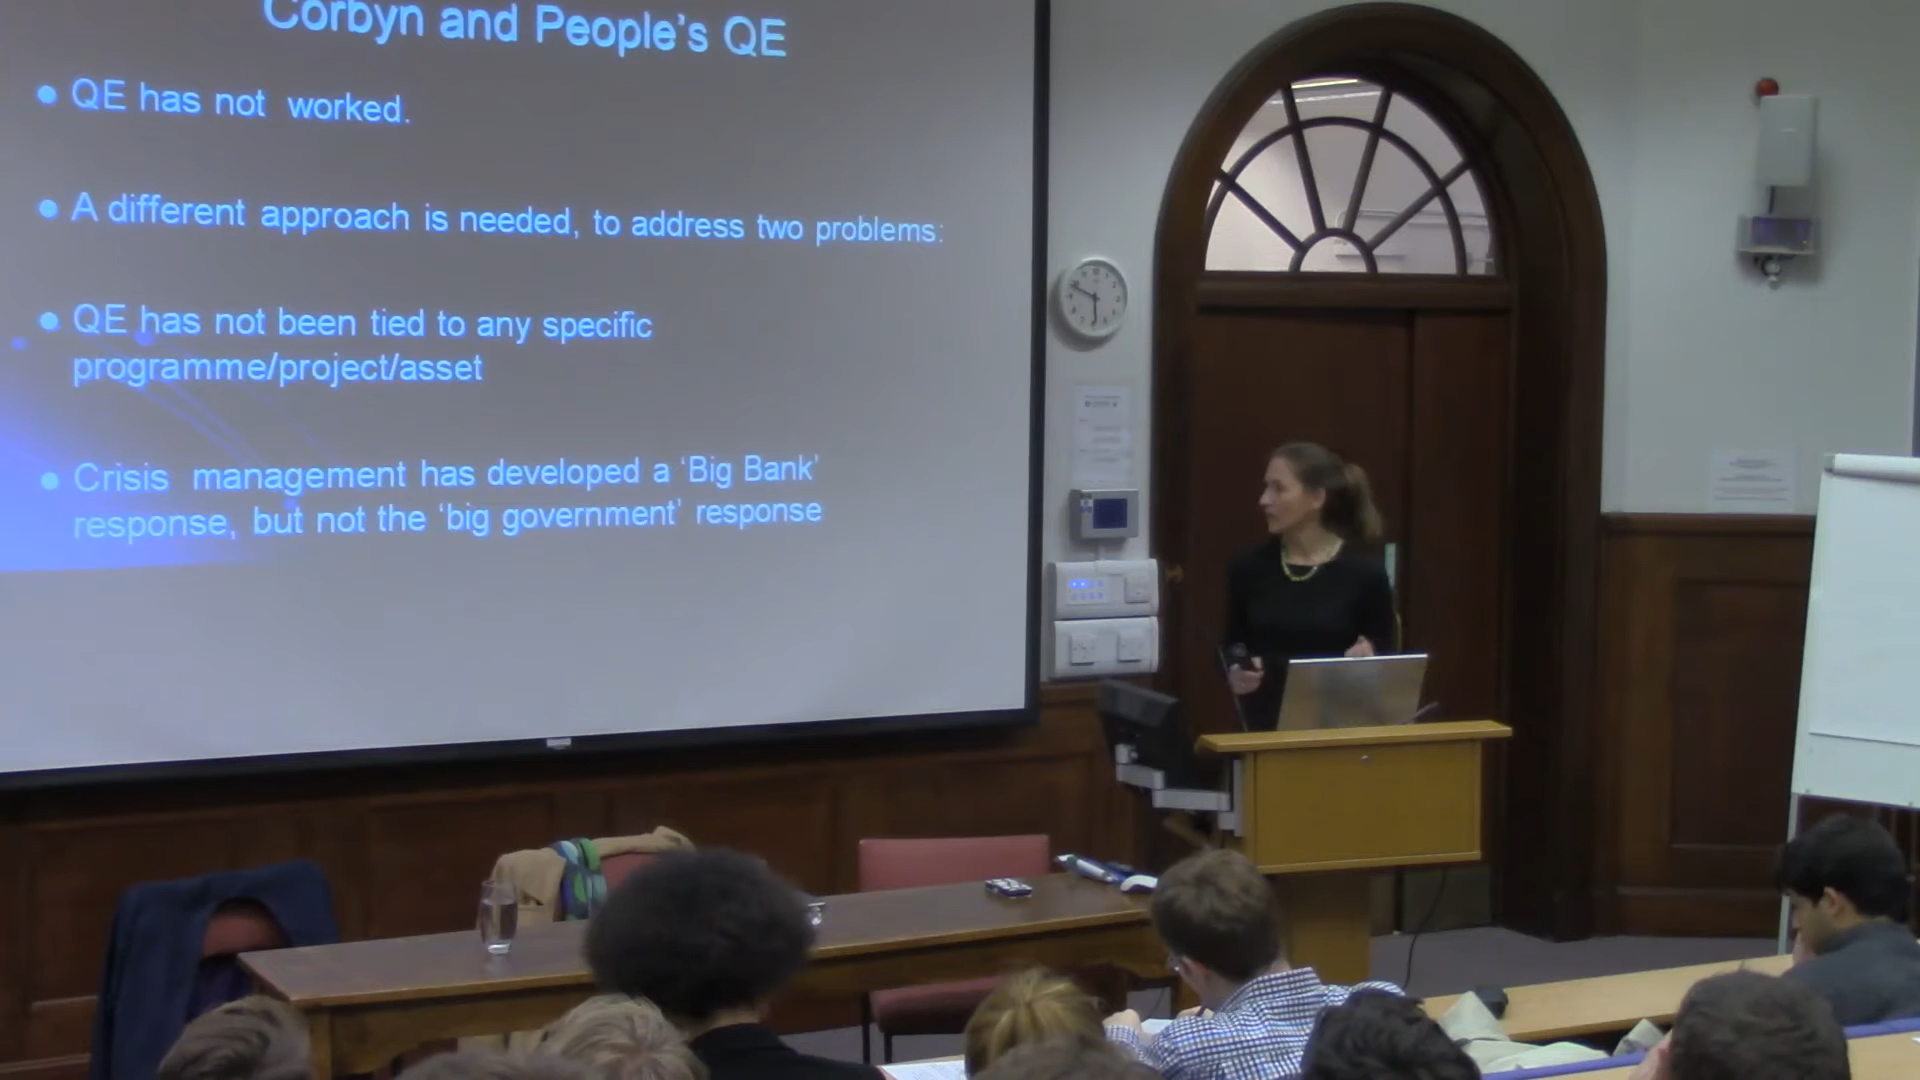 Corbyn and People's QE
QE has not worked.
A different approach is needed, to address two problems:
QE has not been tied to any specific
programme/project/asset
Crisis management has developed a 'Big Bank'
response, but not the 'big government' response